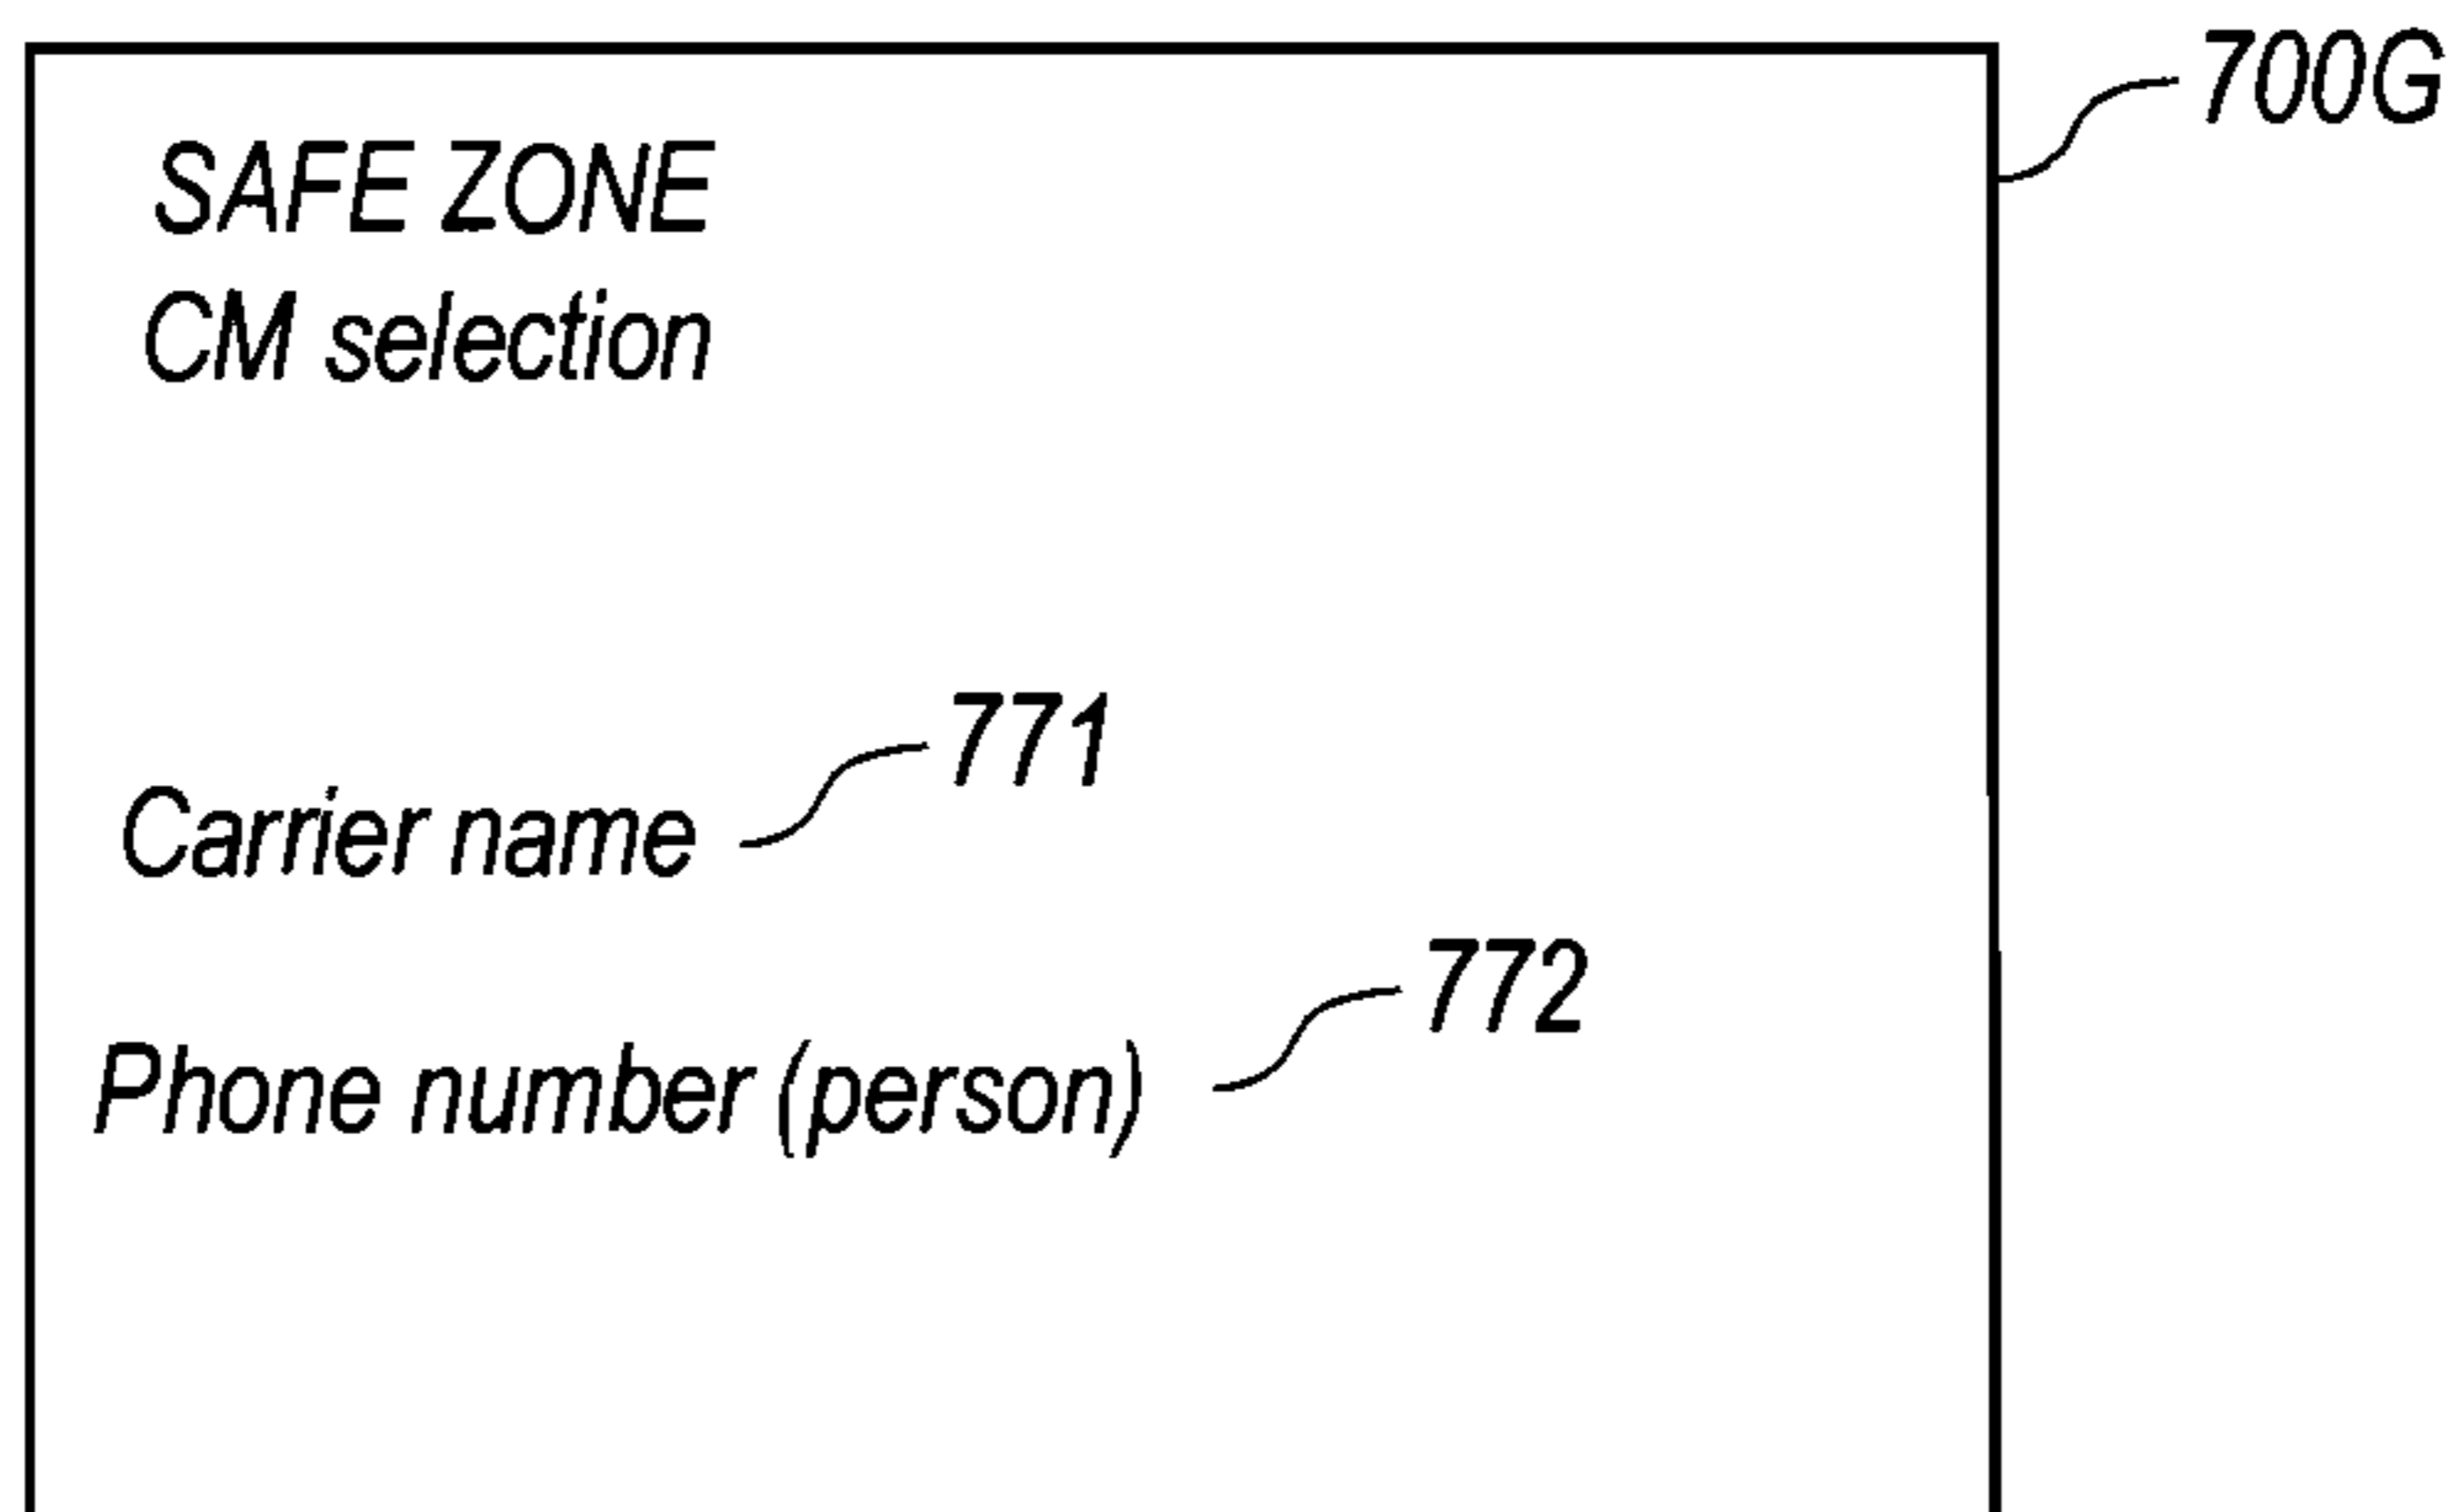 700G
SAFE ZONE
CM selection
771
Carrier name
772
Phone number (person)